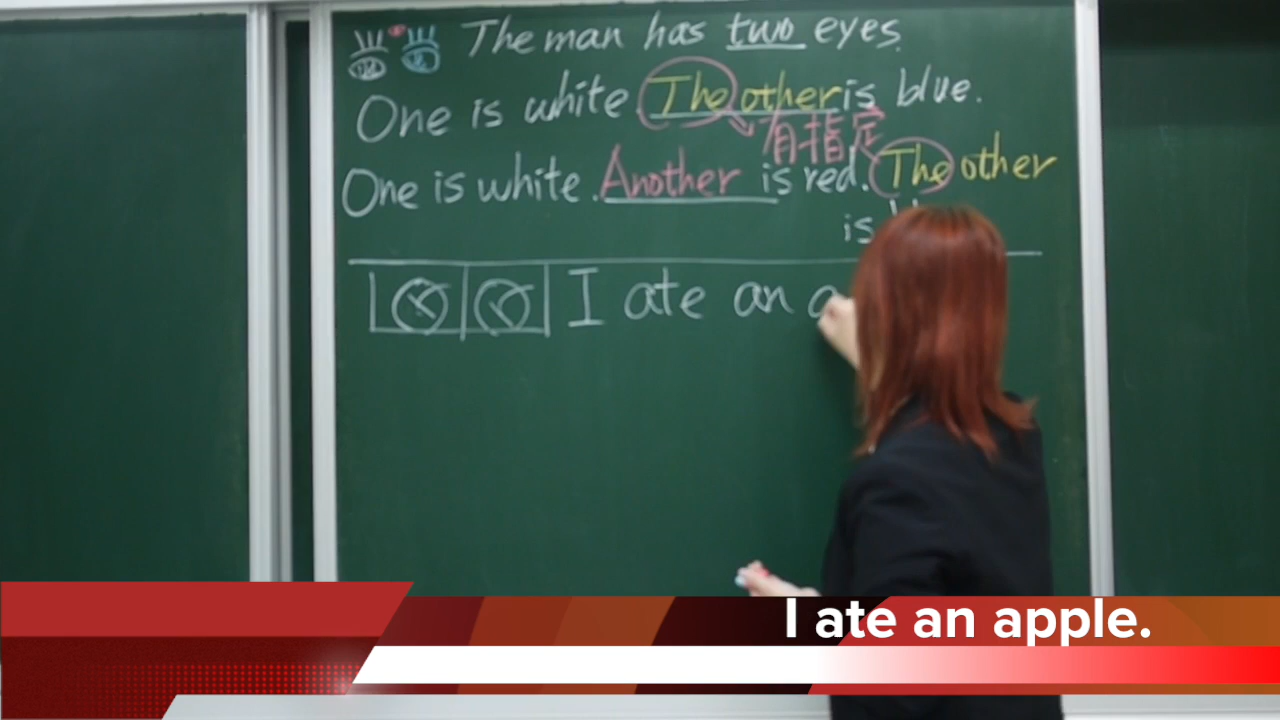 The man has two eyes.
One is white The other is blue.
有指定
One is white. Another is red. The other
is
I ate an a
I ate an apple.